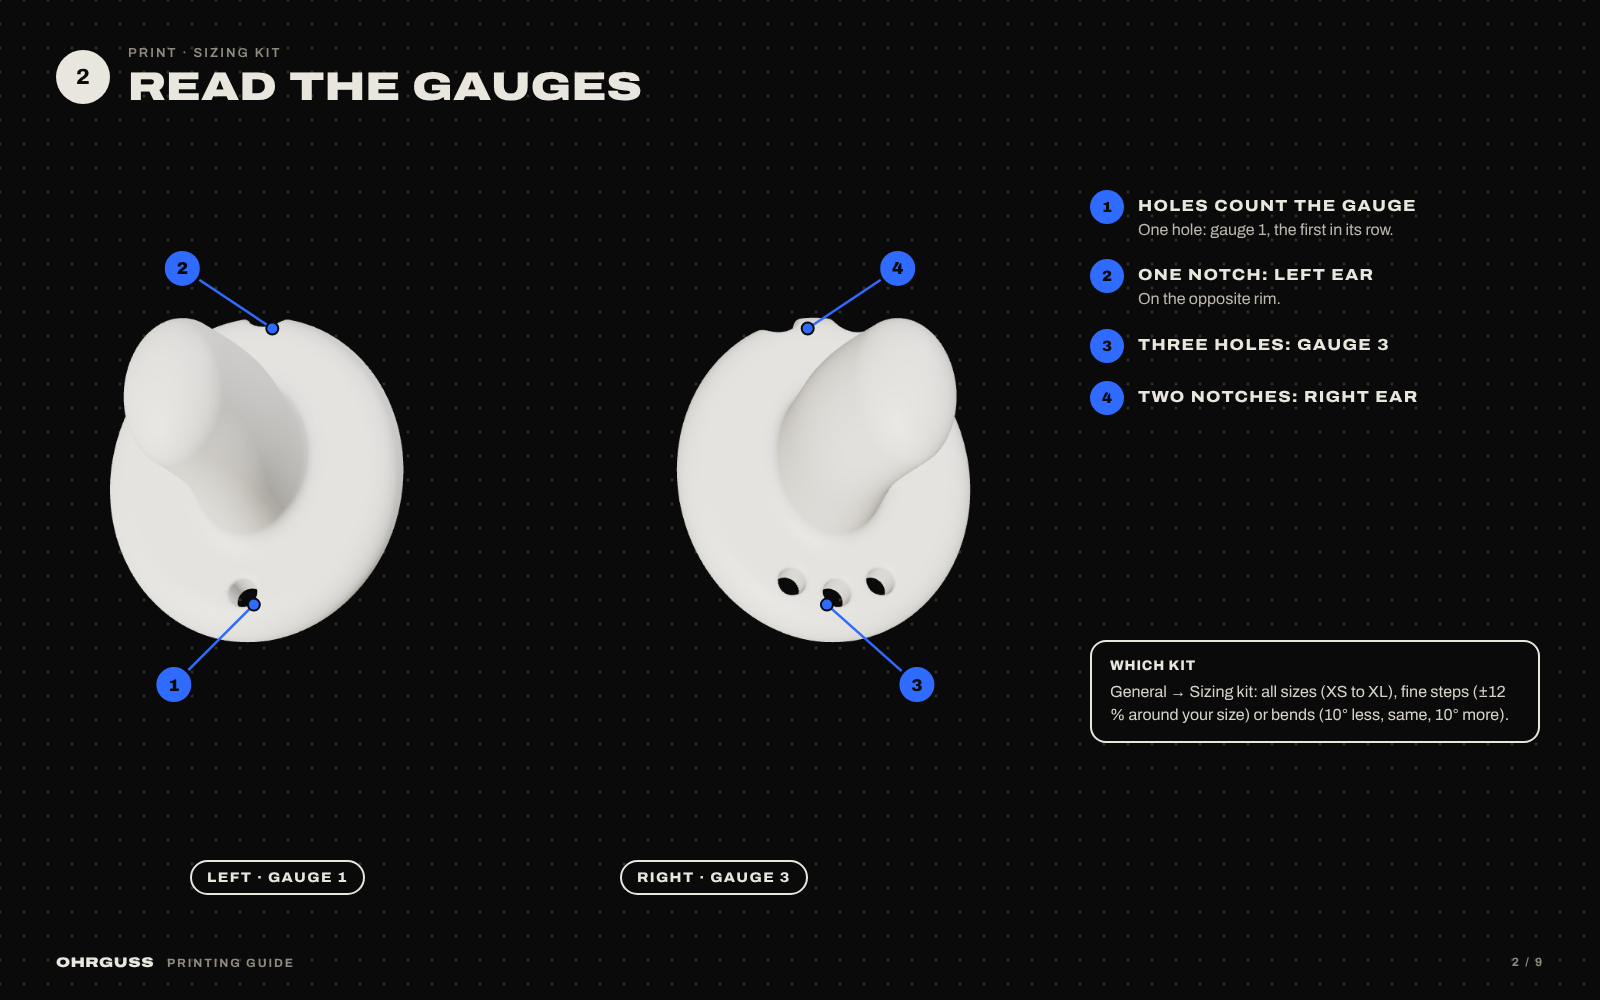 2
PRINT · SIZING KIT
READ THE GAUGES
2
4
1
3
1
HOLES COUNT THE GAUGE
One hole: gauge 1, the first in its row.
2
ONE NOTCH: LEFT EAR
On the opposite rim.
3
THREE HOLES: GAUGE 3
4
TWO NOTCHES: RIGHT EAR
WHICH KIT
General → Sizing kit: all sizes (XS to XL), fine steps (±12
% around your size) or bends (10° less, same, 10° more).
LEFT · GAUGE 1
RIGHT · GAUGE 3
OHRGUSS PRINTING GUIDE
2 / 9